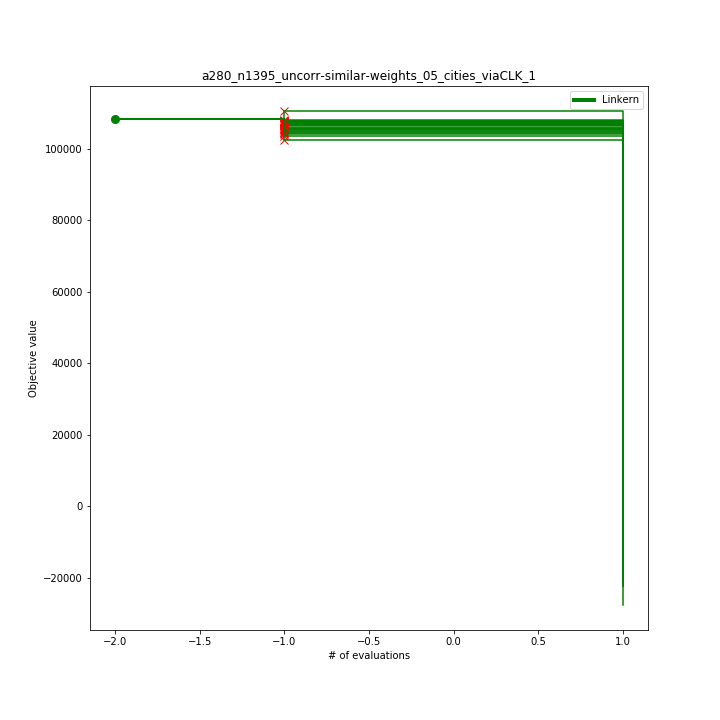 a280_n1395_uncorr-similar-weights_05_cities_viaCLK_1
Linkern
100000
80000
60000
40000
20000
0
−20000
Objective value
−2.0 −1.5 −1.0 −0.5 0.0 0.5 1.0
# of evaluations